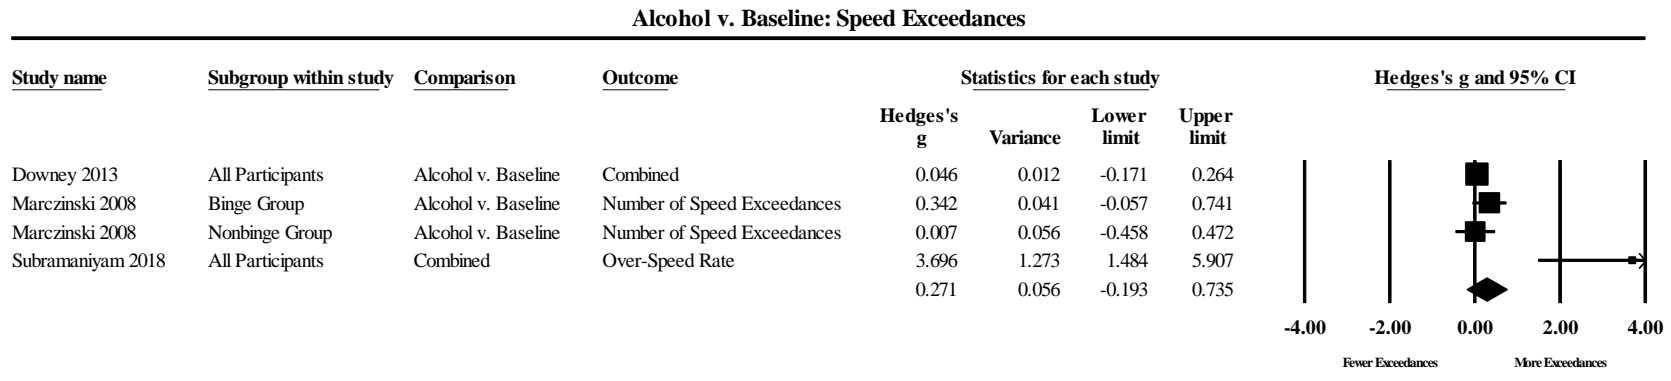 Alcohol v. Baseline: Speed Exceedances
Study name Subgroup within study Comparison Outcome Statistics for each study Hedges's g and 95% CI
Hedges's g Variance Lower limit Upper limit
Downey 2013 All Participants Alcohol v. Baseline Combined 0.046 0.012 -0.171 0.264
Marczinski 2008 Binge Group Alcohol v. Baseline Number of Speed Exceedances 0.342 0.041 -0.057 0.741
Marczinski 2008 Nonbinge Group Alcohol v. Baseline Number of Speed Exceedances 0.007 0.056 -0.458 0.472
Subramaniyam 2018 All Participants Combined Over-Speed Rate 3.696 1.273 1.484 5.907
0.271 0.056 -0.193 0.735
-4.00 -2.00 0.00 2.00 4.00
Fewer Exceedances More Exceedances